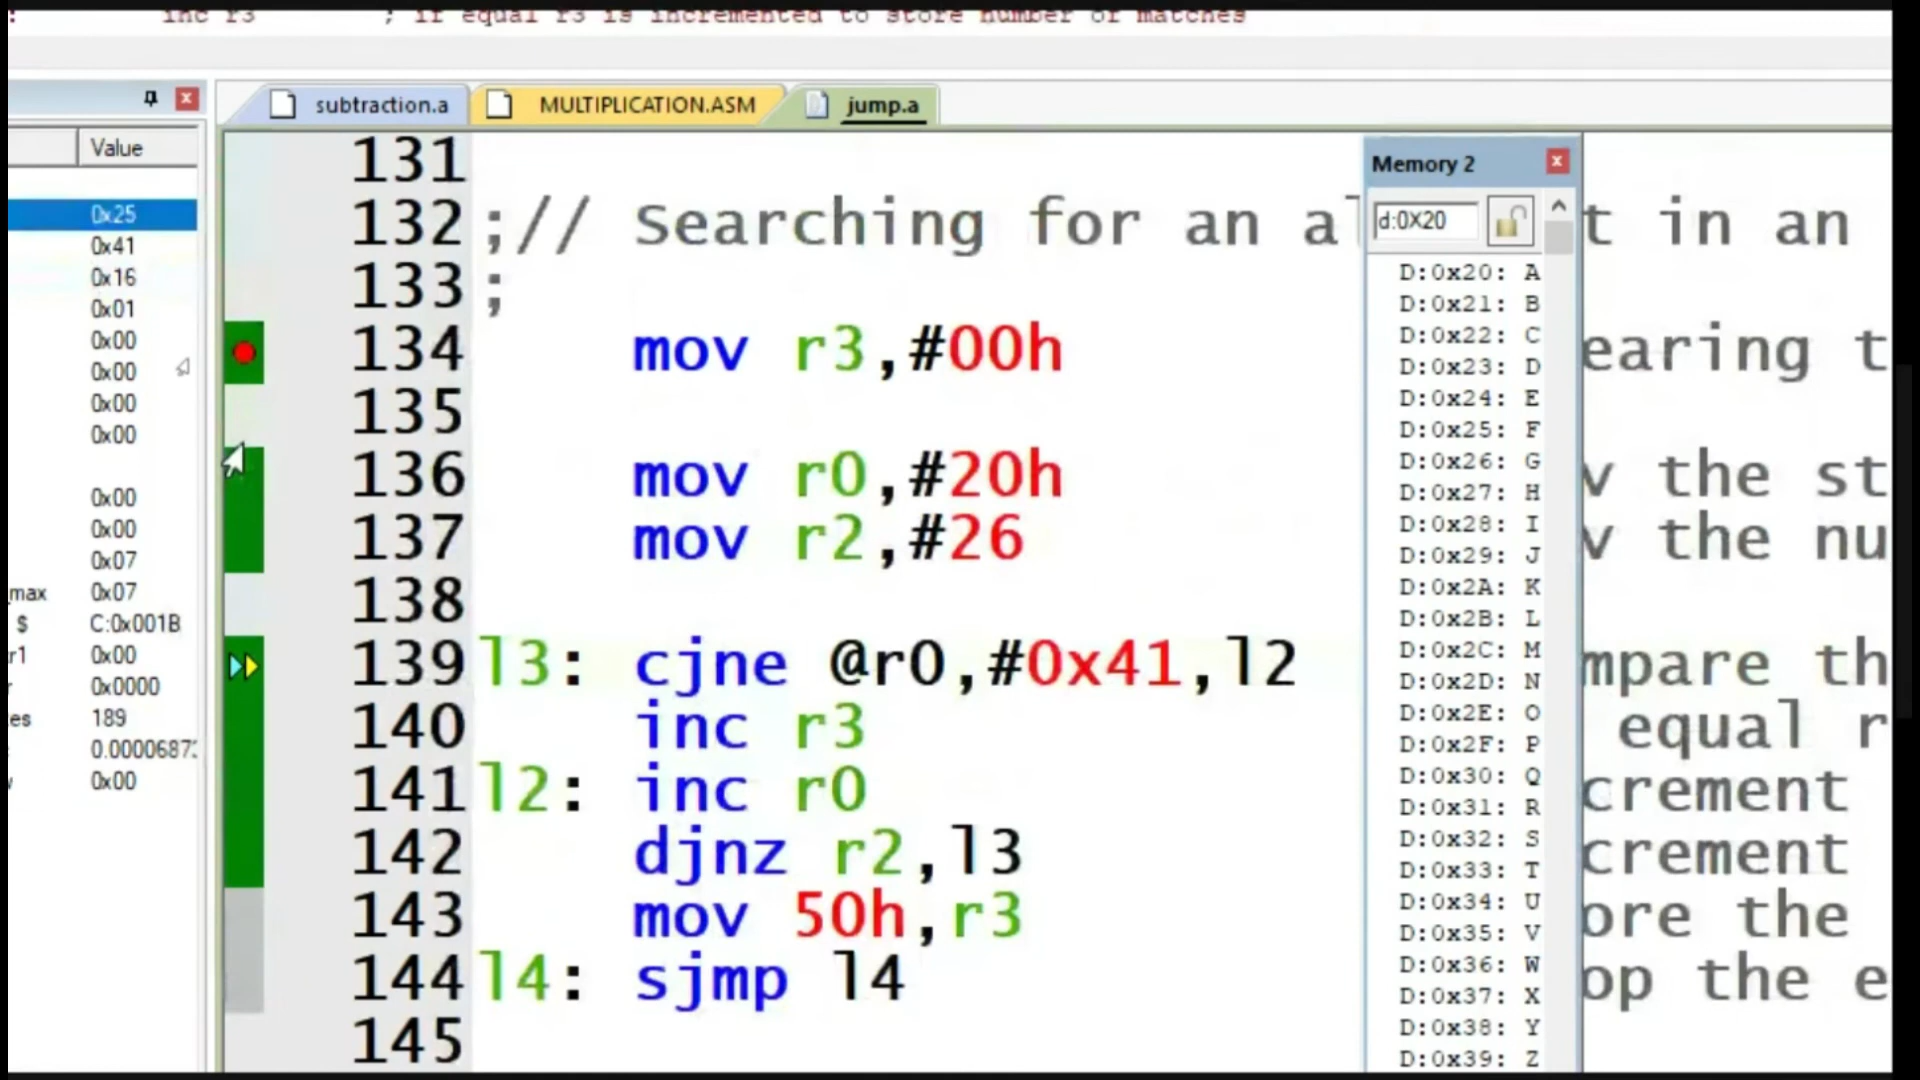 inc r3 ; if equal r3 is incremented to store number of matches
subtraction.a MULTIPLICATION.ASM jump.a
Value
0x25
0x41
0x16
0x01
0x00
0x00
0x00
0x00
0x00
0x00
0x07
max 0x07
$ C:0x001B
r1 0x00
r 0x0000
es 189
0.00006873
0x00
131
132 ;// Searching for an al t in an
133 ;
134 mov r3,#00h earing t
135
136 mov r0,#20h v the st
137 mov r2,#26 v the nu
138
139 l3: cjne @r0,#0x41,l2 mpare th
140 inc r3 equal r
141 l2: inc r0 crement
142 djnz r2,l3 crement
143 mov 50h,r3 ore the
144 l4: sjmp l4 op the e
145
Memory 2
d:0X20
D:0x20: A
D:0x21: B
D:0x22: C
D:0x23: D
D:0x24: E
D:0x25: F
D:0x26: G
D:0x27: H
D:0x28: I
D:0x29: J
D:0x2A: K
D:0x2B: L
D:0x2C: M
D:0x2D: N
D:0x2E: O
D:0x2F: P
D:0x30: Q
D:0x31: R
D:0x32: S
D:0x33: T
D:0x34: U
D:0x35: V
D:0x36: W
D:0x37: X
D:0x38: Y
D:0x39: Z